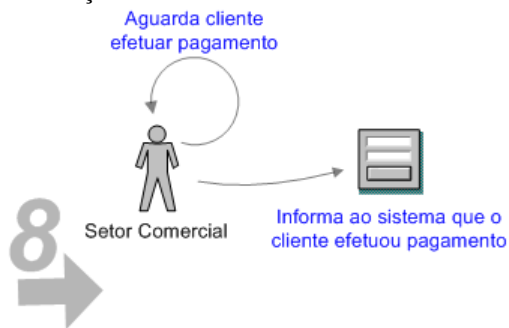 Aguarda cliente
efetuar pagamento
Setor Comercial
Informa ao sistema que o
cliente efetuou pagamento
8